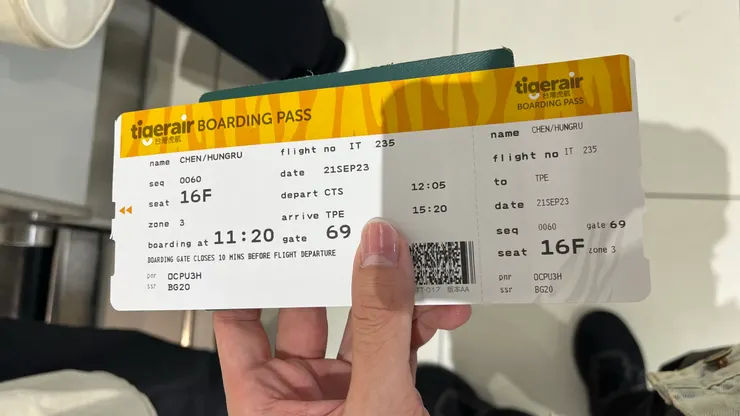 tigerair BOARDING PASS
台灣虎航
name CHEN/HUNGRU
flight no IT 235
seq 0060
date 21SEP23
seat 16F
depart CTS 12:05
zone 3
arrive TPE 15:20
boarding at 11:20
gate 69
BOARDING GATE CLOSES 10 MINS BEFORE FLIGHT DEPARTURE
pnr OCPU3H
ssr BG20
tigerair
台灣虎航
BOARDING PASS
name CHEN/HUNGRU
flight no IT 235
to TPE
date 21SEP23
seq 0060 gate 69
seat 16F zone 3
pnr OCPU3H
ssr BG20